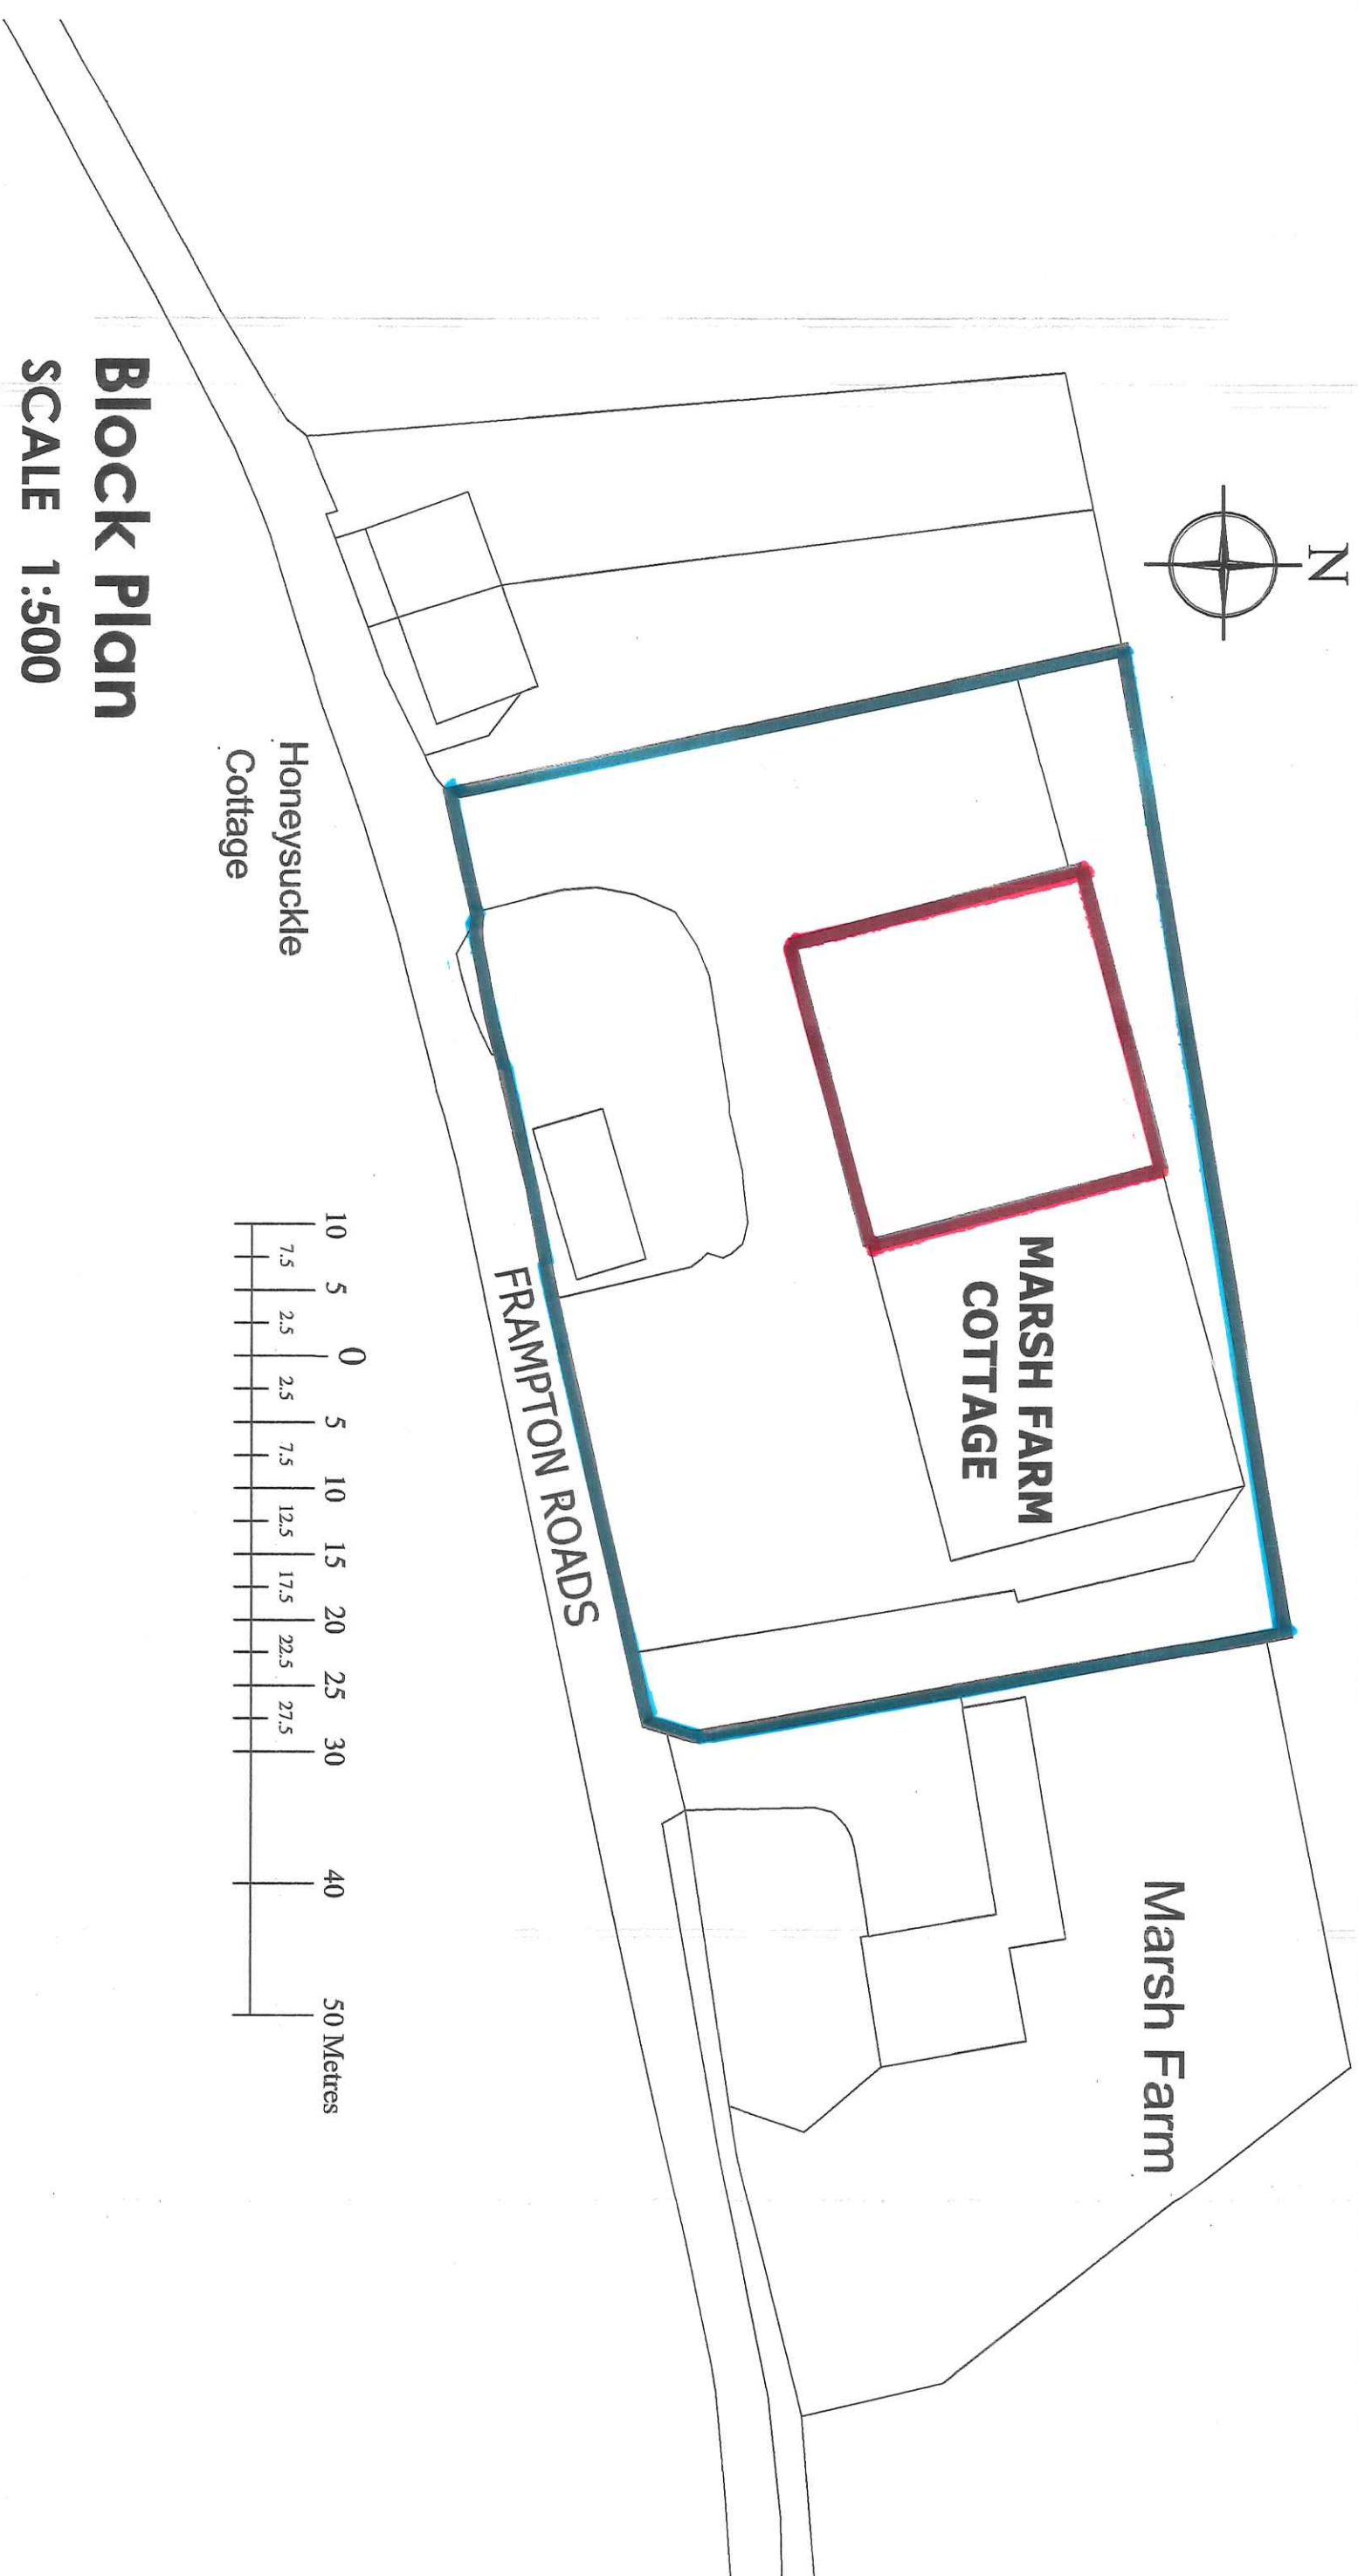 N
MARSH FARM
COTTAGE
Marsh Farm
FRAMPTON ROADS
Honeysuckle
Cottage
10 5 0 5 10 15 20 25 30 40 50 Metres
7.5 2.5 2.5 7.5 12.5 17.5 22.5 27.5
Block Plan
SCALE 1:500